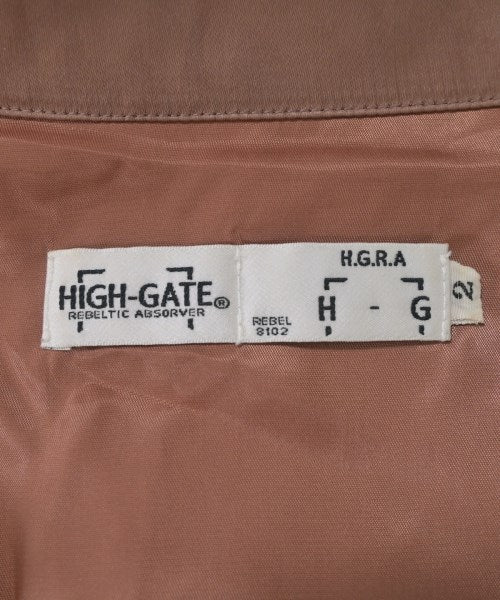 HIGH-GATE®
REBELTIC ABSORVER
H.G.R.A
H - G
REBEL
8102
2